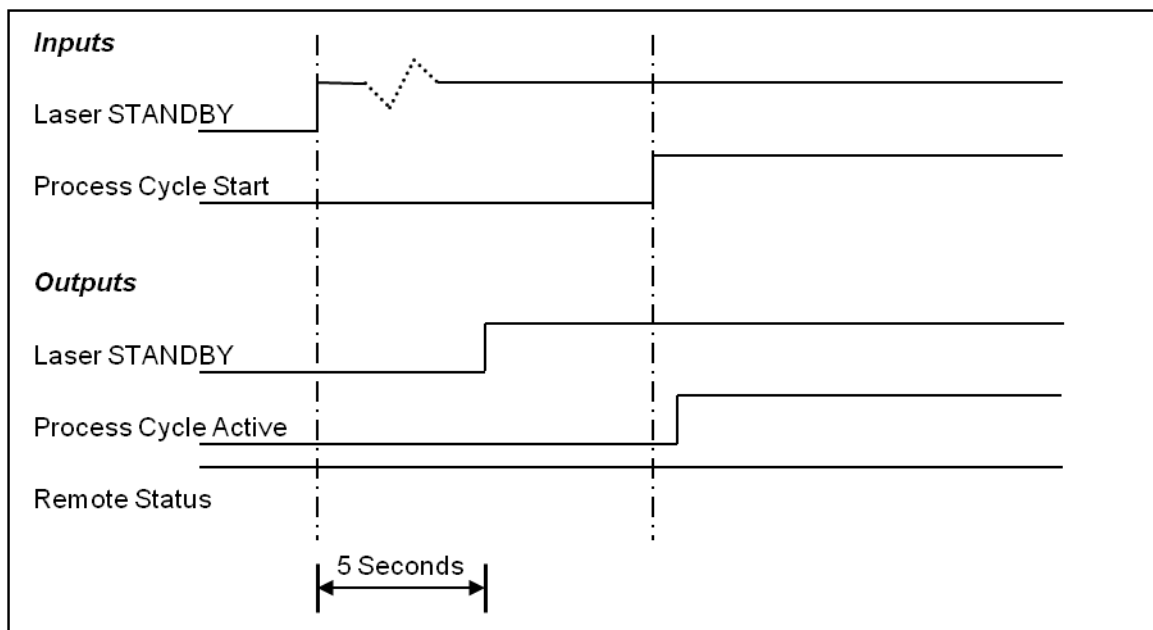 Inputs
Laser STANDBY
Process Cycle Start
Outputs
Laser STANDBY
Process Cycle Active
Remote Status
5 Seconds